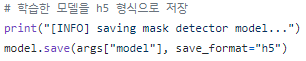 # 학습한 모델을 h5 형식으로 저장
print("[INFO] saving mask detector model...")
model.save(args["model"], save_format="h5")